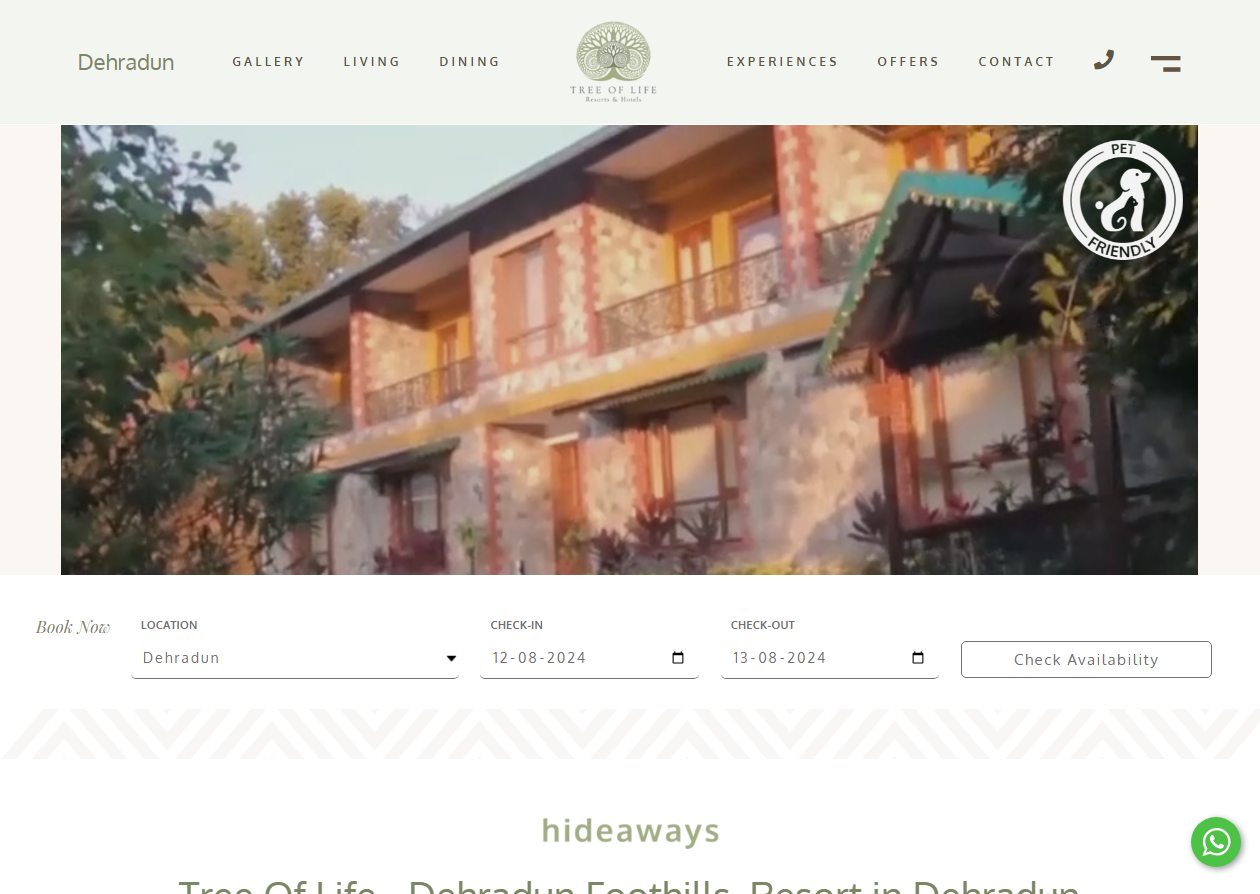 Dehradun
GALLERY
LIVING
DINING
TREE OF LIFE
Resorts & Hotels
EXPERIENCES
OFFERS
CONTACT
PET
FRIENDLY
Book Now
LOCATION
Dehradun
CHECK-IN
12-08-2024
CHECK-OUT
13-08-2024
Check Availability
hideaways
Tree Of Life - Dehradun Foothills, Resort in Dehradun